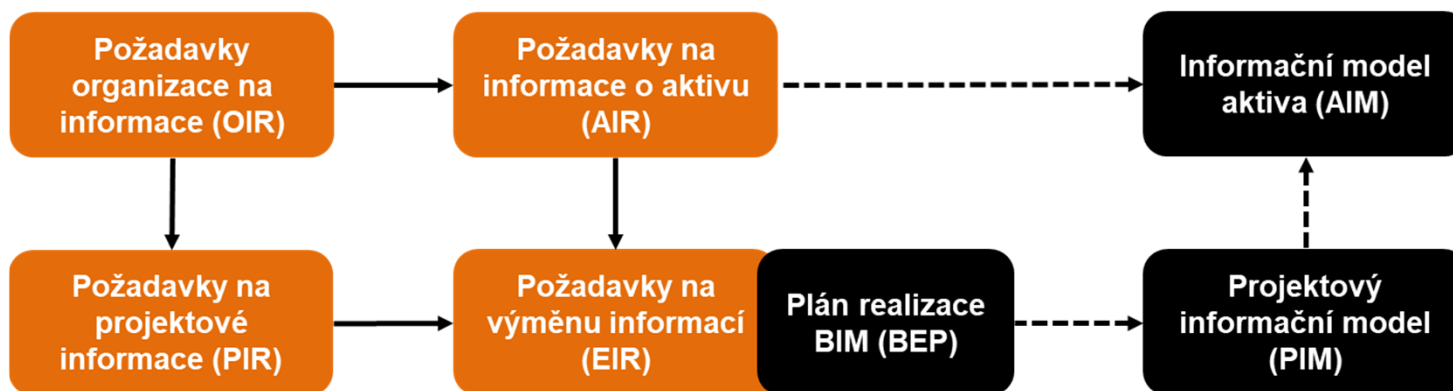 Požadavky
organizace na
informace (OIR)
Požadavky na
informace o aktivu
(AIR)
Informační model
aktiva (AIM)
Požadavky na
projektové
informace (PIR)
Požadavky na
výměnu informací
(EIR)
Plán realizace
BIM (BEP)
Projektový
informační model
(PIM)